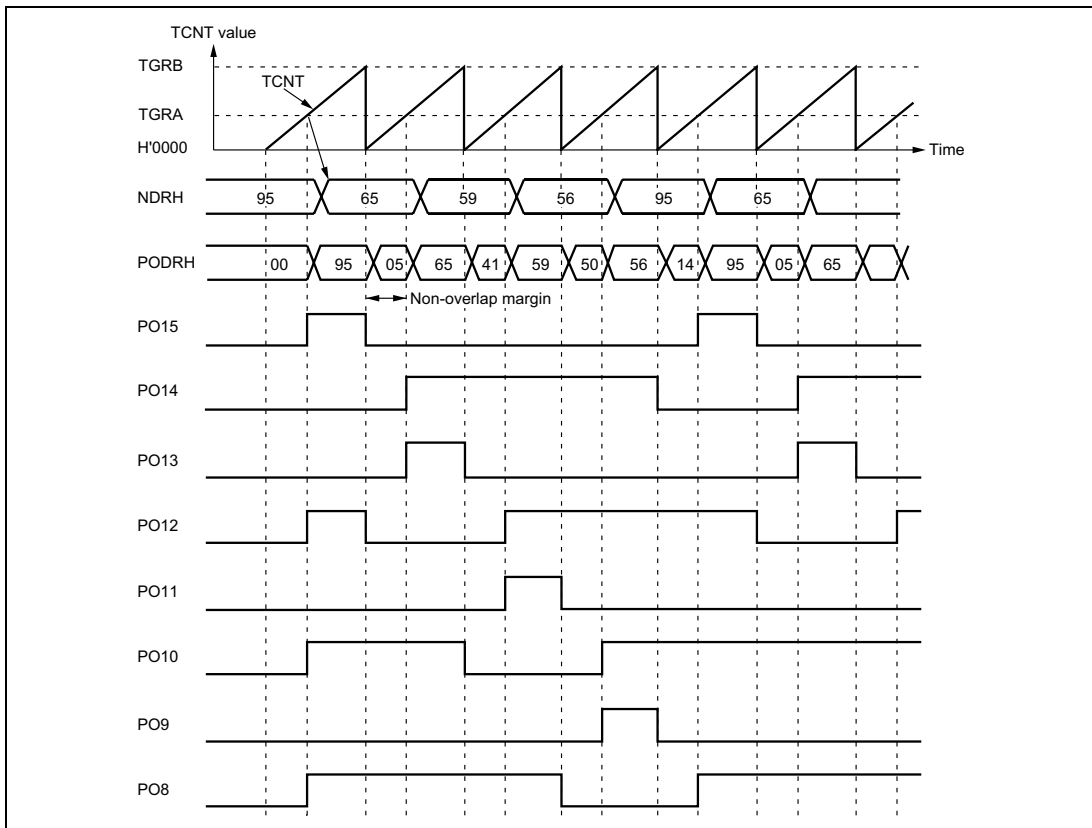 TCNT value
TGRB
TCNT
TGRA
H'0000
Time
NDRH
95 65 59 56 95 65
PODRH
00 95 05 65 41 59 50 56 14 95 05 65
Non-overlap margin
PO15
PO14
PO13
PO12
PO11
PO10
PO9
PO8